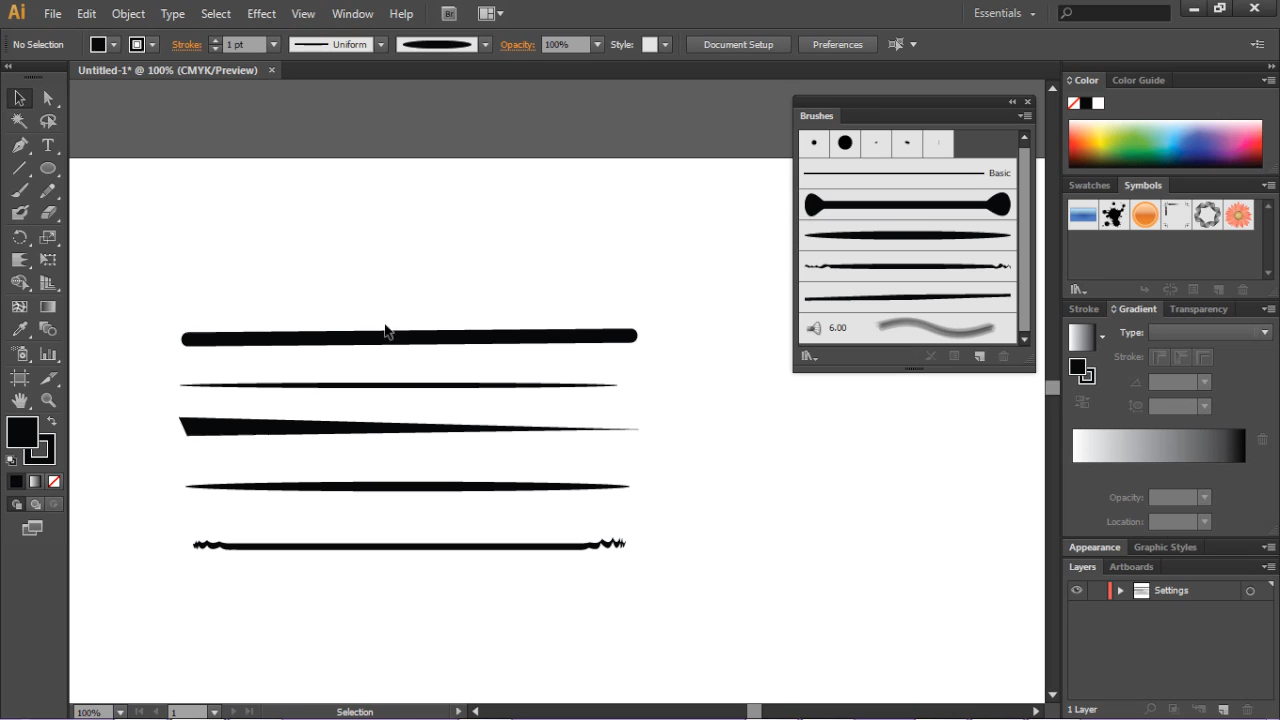 Ai File Edit Object Type Select Effect View Window Help Br Essentials
No Selection Stroke: 1 pt Uniform Opacity: 100% Style: Document Setup Preferences
Untitled-1* @ 100% (CMYK/Preview)
Color Color Guide
Brushes
Basic
6.00
Swatches Symbols
Stroke Gradient Transparency
Type:
Stroke:
Opacity:
Location:
Appearance Graphic Styles
Layers Artboards
Settings
1 Layer
100% 1 Selection